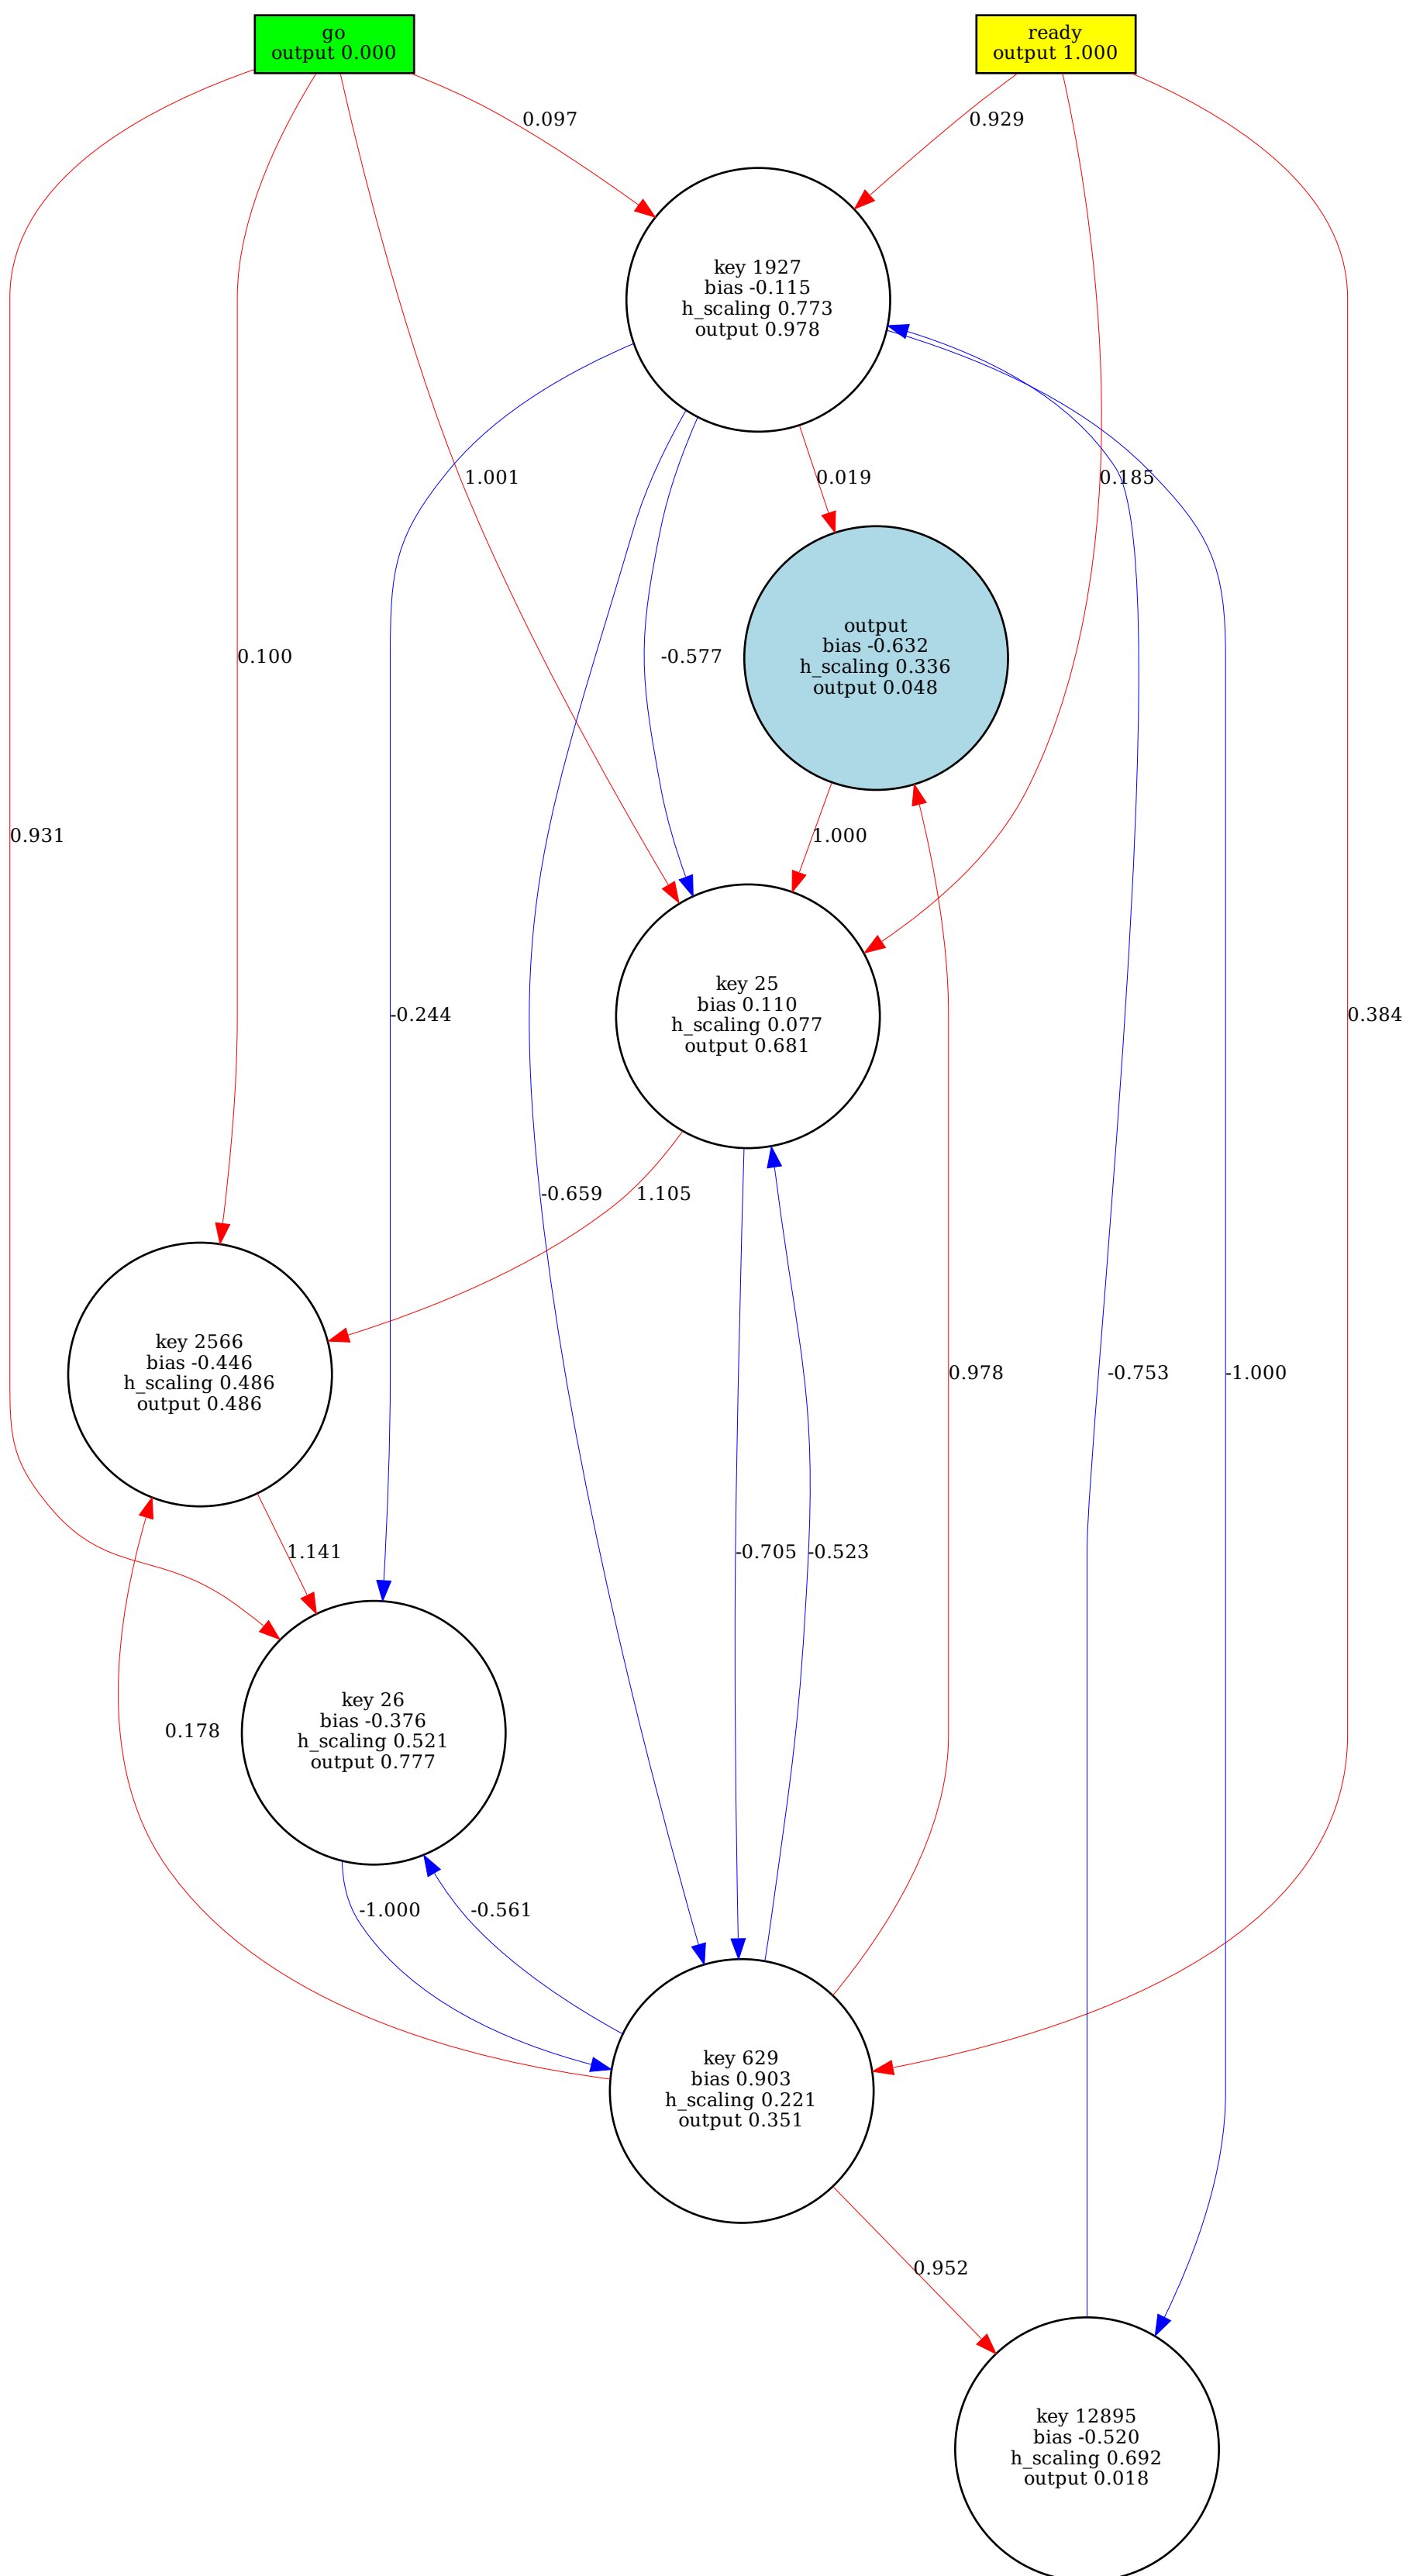 go
output 0.000
ready
output 1.000
0.097
0.929
key 1927
bias -0.115
h_scaling 0.773
output 0.978
1.001
0.019
0.185
output
bias -0.632
h_scaling 0.336
output 0.048
0.100
-0.577
0.931
1.000
key 25
bias 0.110
h_scaling 0.077
output 0.681
-0.244
0.384
-0.659
1.105
key 2566
bias -0.446
h_scaling 0.486
output 0.486
0.978
-0.753
-1.000
1.141
-0.705
-0.523
key 26
bias -0.376
h_scaling 0.521
output 0.777
0.178
-1.000
-0.561
key 629
bias 0.903
h_scaling 0.221
output 0.351
0.952
key 12895
bias -0.520
h_scaling 0.692
output 0.018